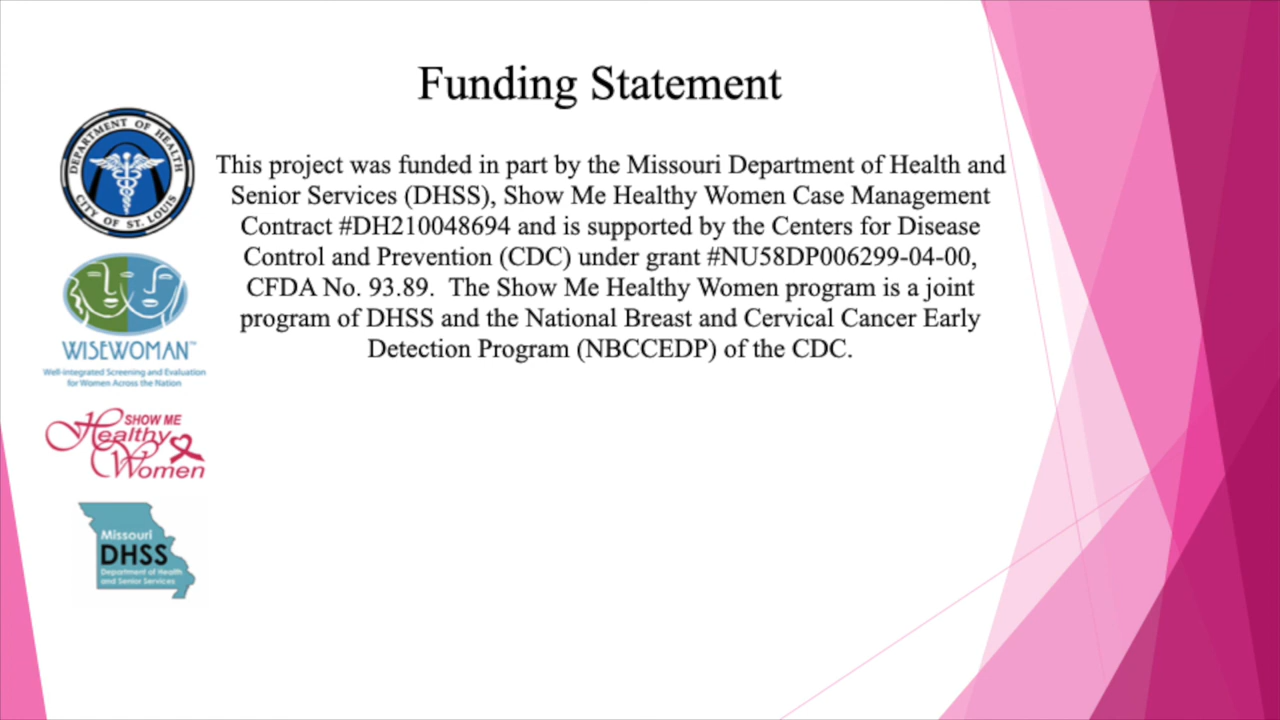 Funding Statement
This project was funded in part by the Missouri Department of Health and
Senior Services (DHSS), Show Me Healthy Women Case Management
Contract #DH210048694 and is supported by the Centers for Disease
Control and Prevention (CDC) under grant #NU58DP006299-04-00,
CFDA No. 93.89.  The Show Me Healthy Women program is a joint
program of DHSS and the National Breast and Cervical Cancer Early
Detection Program (NBCCEDP) of the CDC.
DEPARTMENT OF HEALTH
CITY OF ST. LOUIS
WISEWOMAN™
Well-Integrated Screening and Evaluation
for Women Across the Nation
SHOW ME
Healthy
Women
Missouri
DHSS
Department of Health
and Senior Services